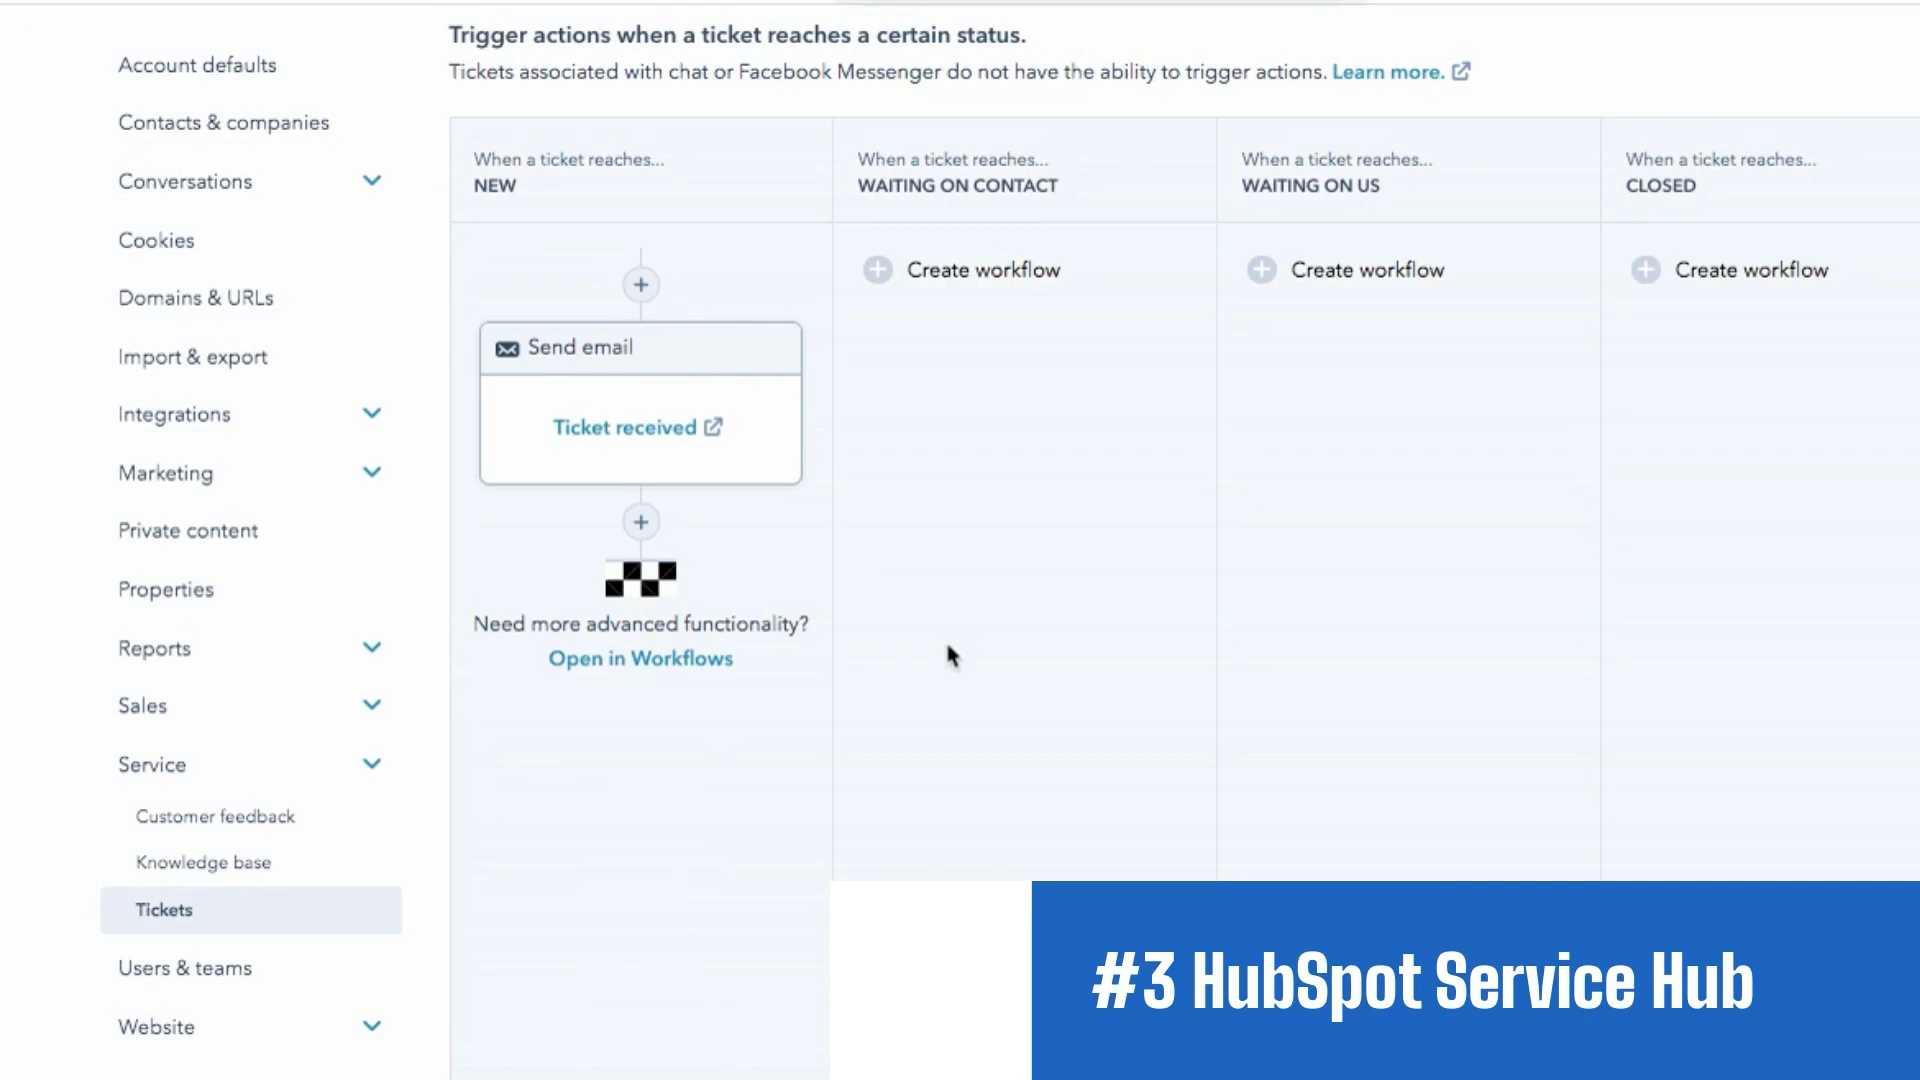 Trigger actions when a ticket reaches a certain status.
Tickets associated with chat or Facebook Messenger do not have the ability to trigger actions. Learn more.
Account defaults
Contacts & companies
Conversations
Cookies
Domains & URLs
Import & export
Integrations
Marketing
Private content
Properties
Reports
Sales
Service
Customer feedback
Knowledge base
Tickets
Users & teams
Website
When a ticket reaches...
NEW
Send email
Ticket received
Need more advanced functionality?
Open in Workflows
When a ticket reaches...
WAITING ON CONTACT
Create workflow
When a ticket reaches...
WAITING ON US
Create workflow
When a ticket reaches...
CLOSED
Create workflow
#3 HubSpot Service Hub